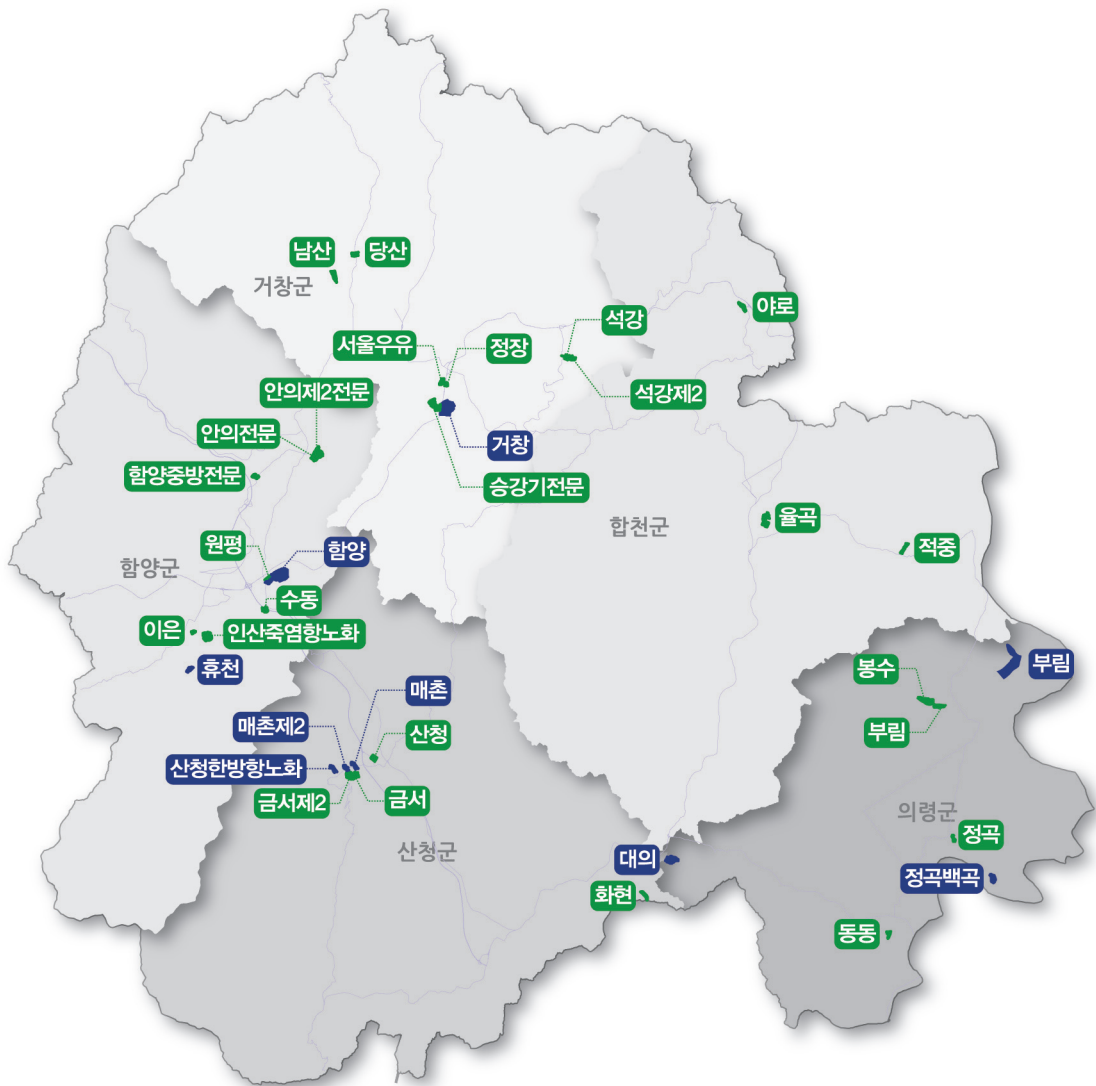 남산
당산
거창군
야로
석강
서울우유
정장
안의제2전문
석강제2
안의전문
거창
함양중방전문
승강기전문
율곡
합천군
원평
함양
적중
함양군
수동
이은
인산죽염항노화
휴천
봉수
부림
매촌
매촌제2
산청
부림
산청한방항노화
금서제2
금서
의령군
정곡
산청군
대의
정곡백곡
화현
동동